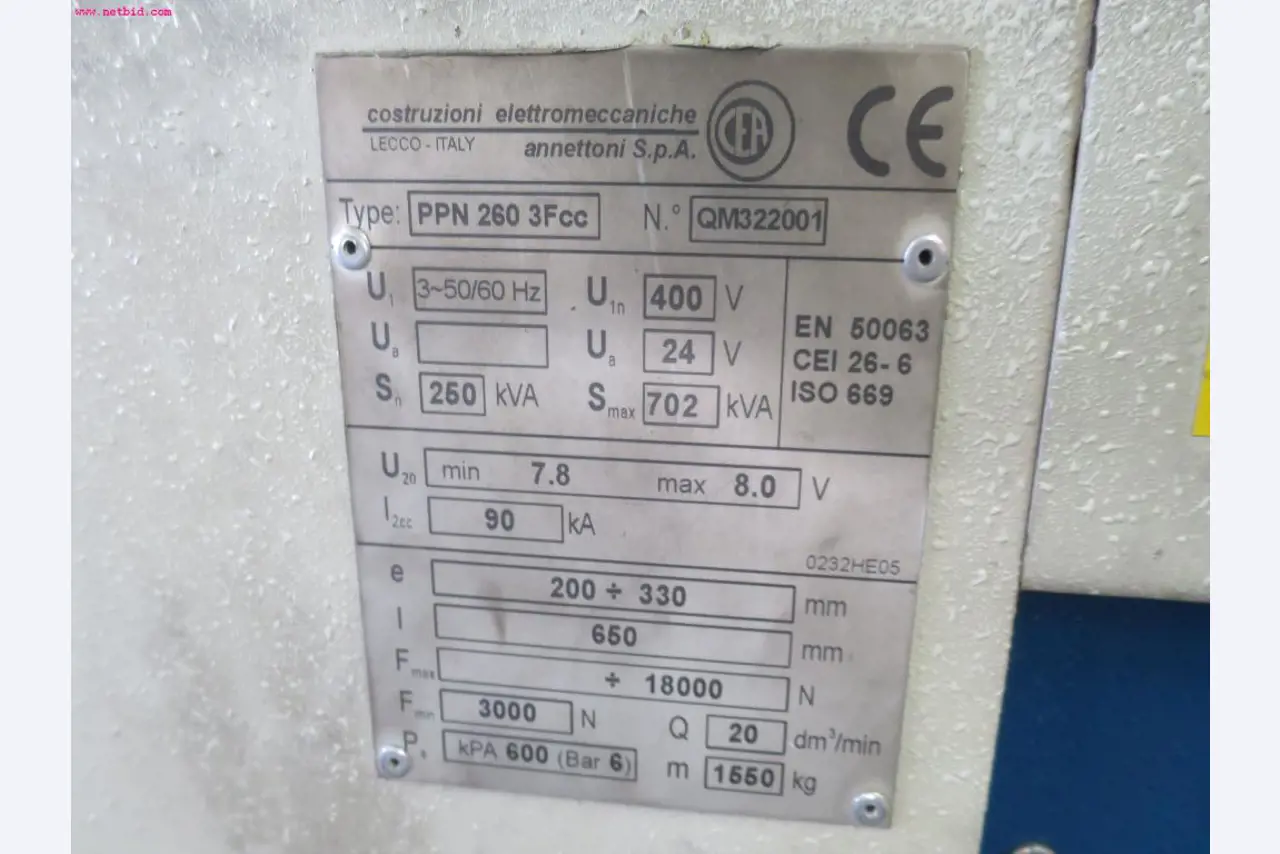 www.netbid.com
costruzioni elettromeccaniche
LECCO - ITALY annettoni S.p.A.
CEA
CE
Type: PPN 260 3Fcc N.° QM322001
U1 3~50/60 Hz U1n 400 V
Ua Ua 24 V
Sn 250 kVA Smax 702 kVA
EN 50063
CEI 26-6
ISO 669
U20 min 7.8 max 8.0 V
I2cc 90 kA
0232HE05
e 200 ÷ 330 mm
l 650 mm
Fmax ÷ 18000 N
Fmin 3000 N Q 20 dm³/min
P kPA 600 (Bar 6) m 1550 kg